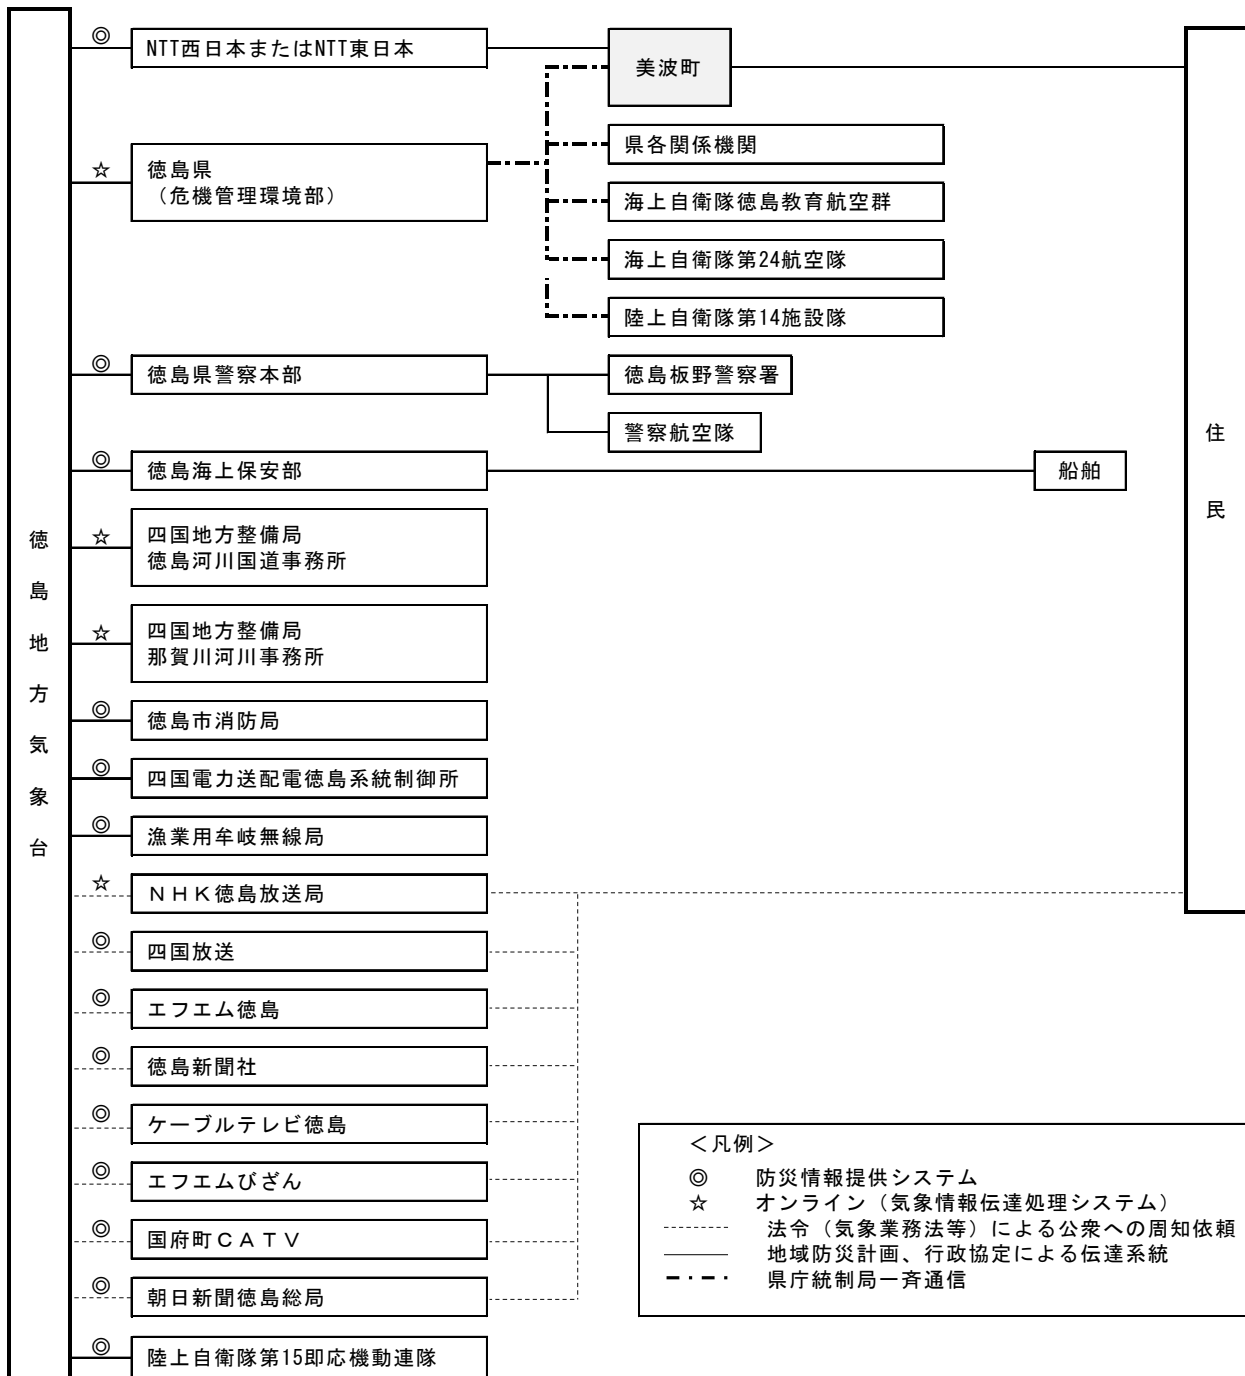 徳島地方気象台
◎
NTT西日本またはNTT東日本
美波町
☆
徳島県
（危機管理環境部）
県各関係機関
海上自衛隊徳島教育航空群
海上自衛隊第24航空隊
陸上自衛隊第14施設隊
◎
徳島県警察本部
徳島板野警察署
警察航空隊
◎
徳島海上保安部
船舶
住民
☆
四国地方整備局
徳島河川国道事務所
☆
四国地方整備局
那賀川河川事務所
◎
徳島市消防局
◎
四国電力送配電徳島系統制御所
◎
漁業用牟岐無線局
☆
ＮＨＫ徳島放送局
◎
四国放送
◎
エフエム徳島
◎
徳島新聞社
◎
ケーブルテレビ徳島
◎
エフエムびざん
◎
国府町ＣＡＴＶ
◎
朝日新聞徳島総局
◎
陸上自衛隊第15即応機動連隊
＜凡例＞
◎ 防災情報提供システム
☆ オンライン（気象情報伝達処理システム）
法令（気象業務法等）による公衆への周知依頼
地域防災計画、行政協定による伝達系統
県庁統制局一斉通信